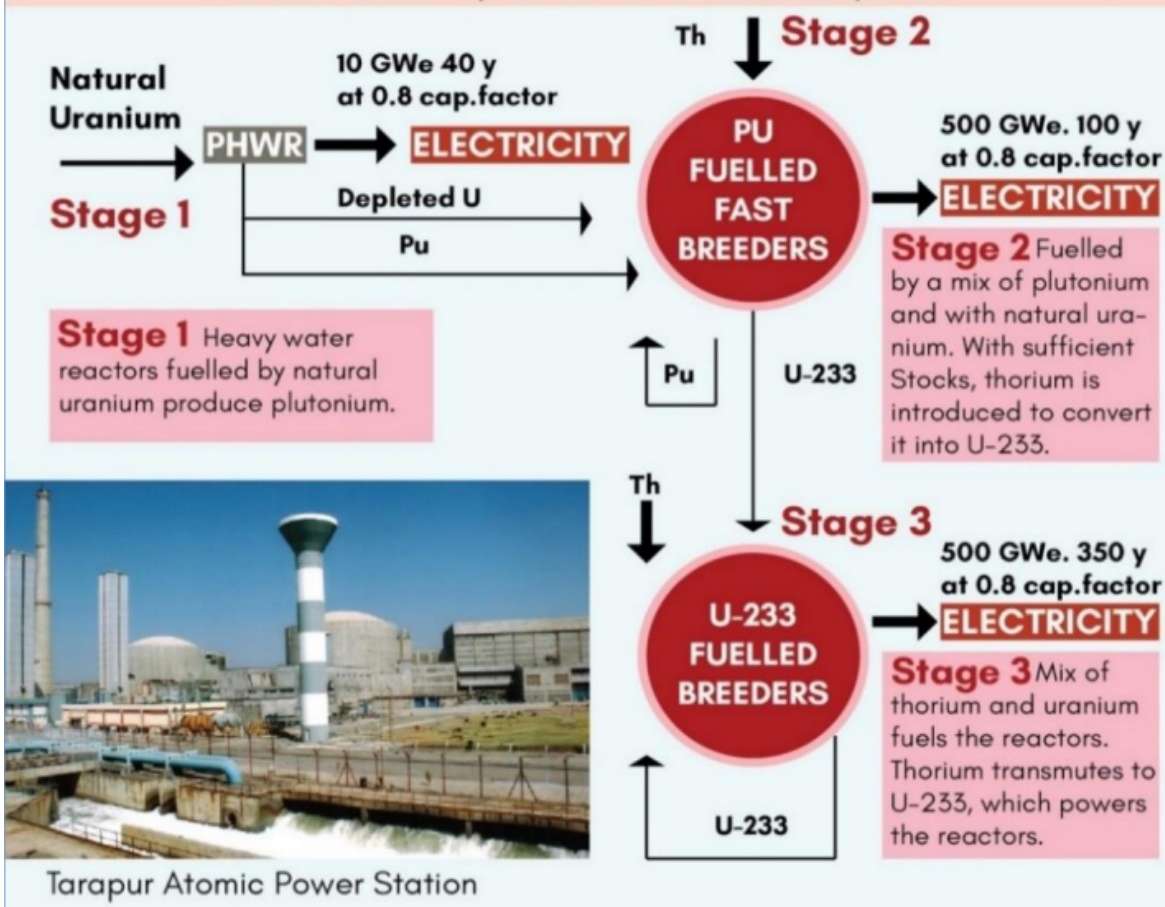 Natural
Uranium
Stage 1
PHWR
10 GWe 40 y
at 0.8 cap.factor
ELECTRICITY
Depleted U
Pu
Th
Stage 2
PU
FUELLED
FAST
BREEDERS
500 GWe. 100 y
at 0.8 cap.factor
ELECTRICITY
Stage 1 Heavy water
reactors fuelled by natural
uranium produce plutonium.
Stage 2 Fuelled
by a mix of plutonium
and with natural ura-
nium. With sufficient
Stocks, thorium is
introduced to convert
it into U-233.
Pu
U-233
Th
Stage 3
U-233
FUELLED
BREEDERS
500 GWe. 350 y
at 0.8 cap.factor
ELECTRICITY
Stage 3 Mix of
thorium and uranium
fuels the reactors.
Thorium transmutes to
U-233, which powers
the reactors.
U-233
Tarapur Atomic Power Station